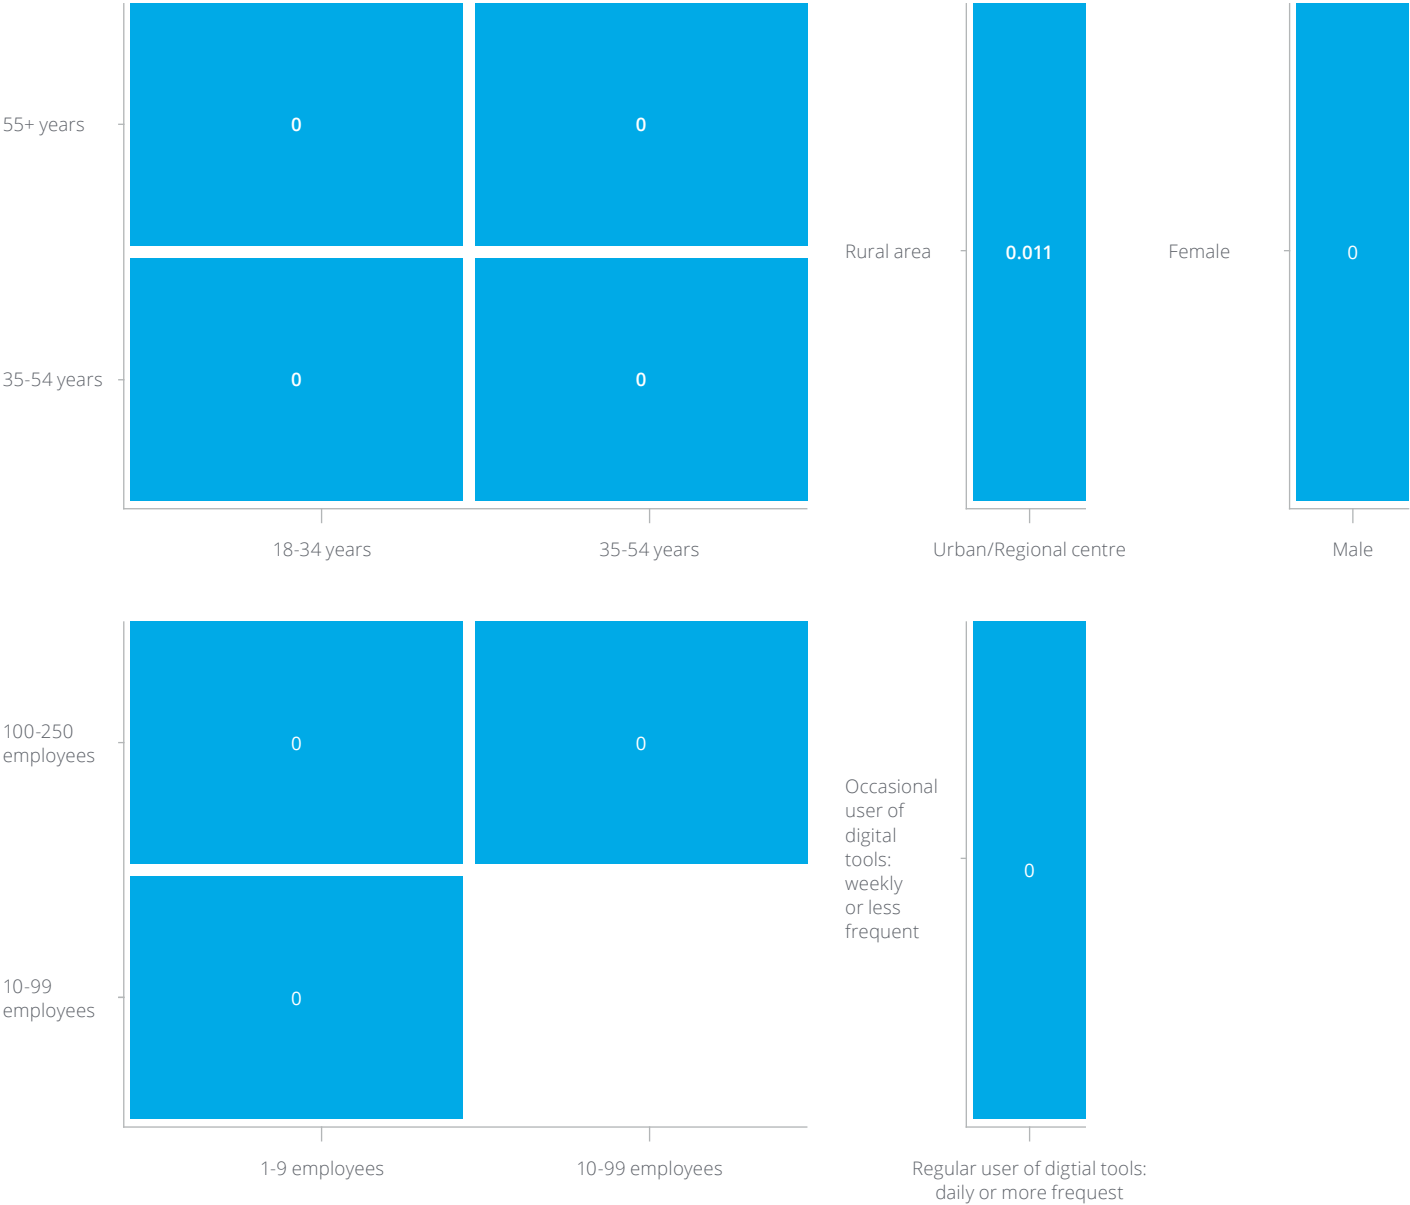 55+ years
0
0
35-54 years
0
0
18-34 years
35-54 years
Rural area
0.011
Urban/Regional centre
Female
0
Male
100-250
employees
0
0
10-99
employees
0
1-9 employees
10-99 employees
Occasional
user of
digital
tools:
weekly
or less
frequent
0
Regular user of digtial tools:
daily or more frequest